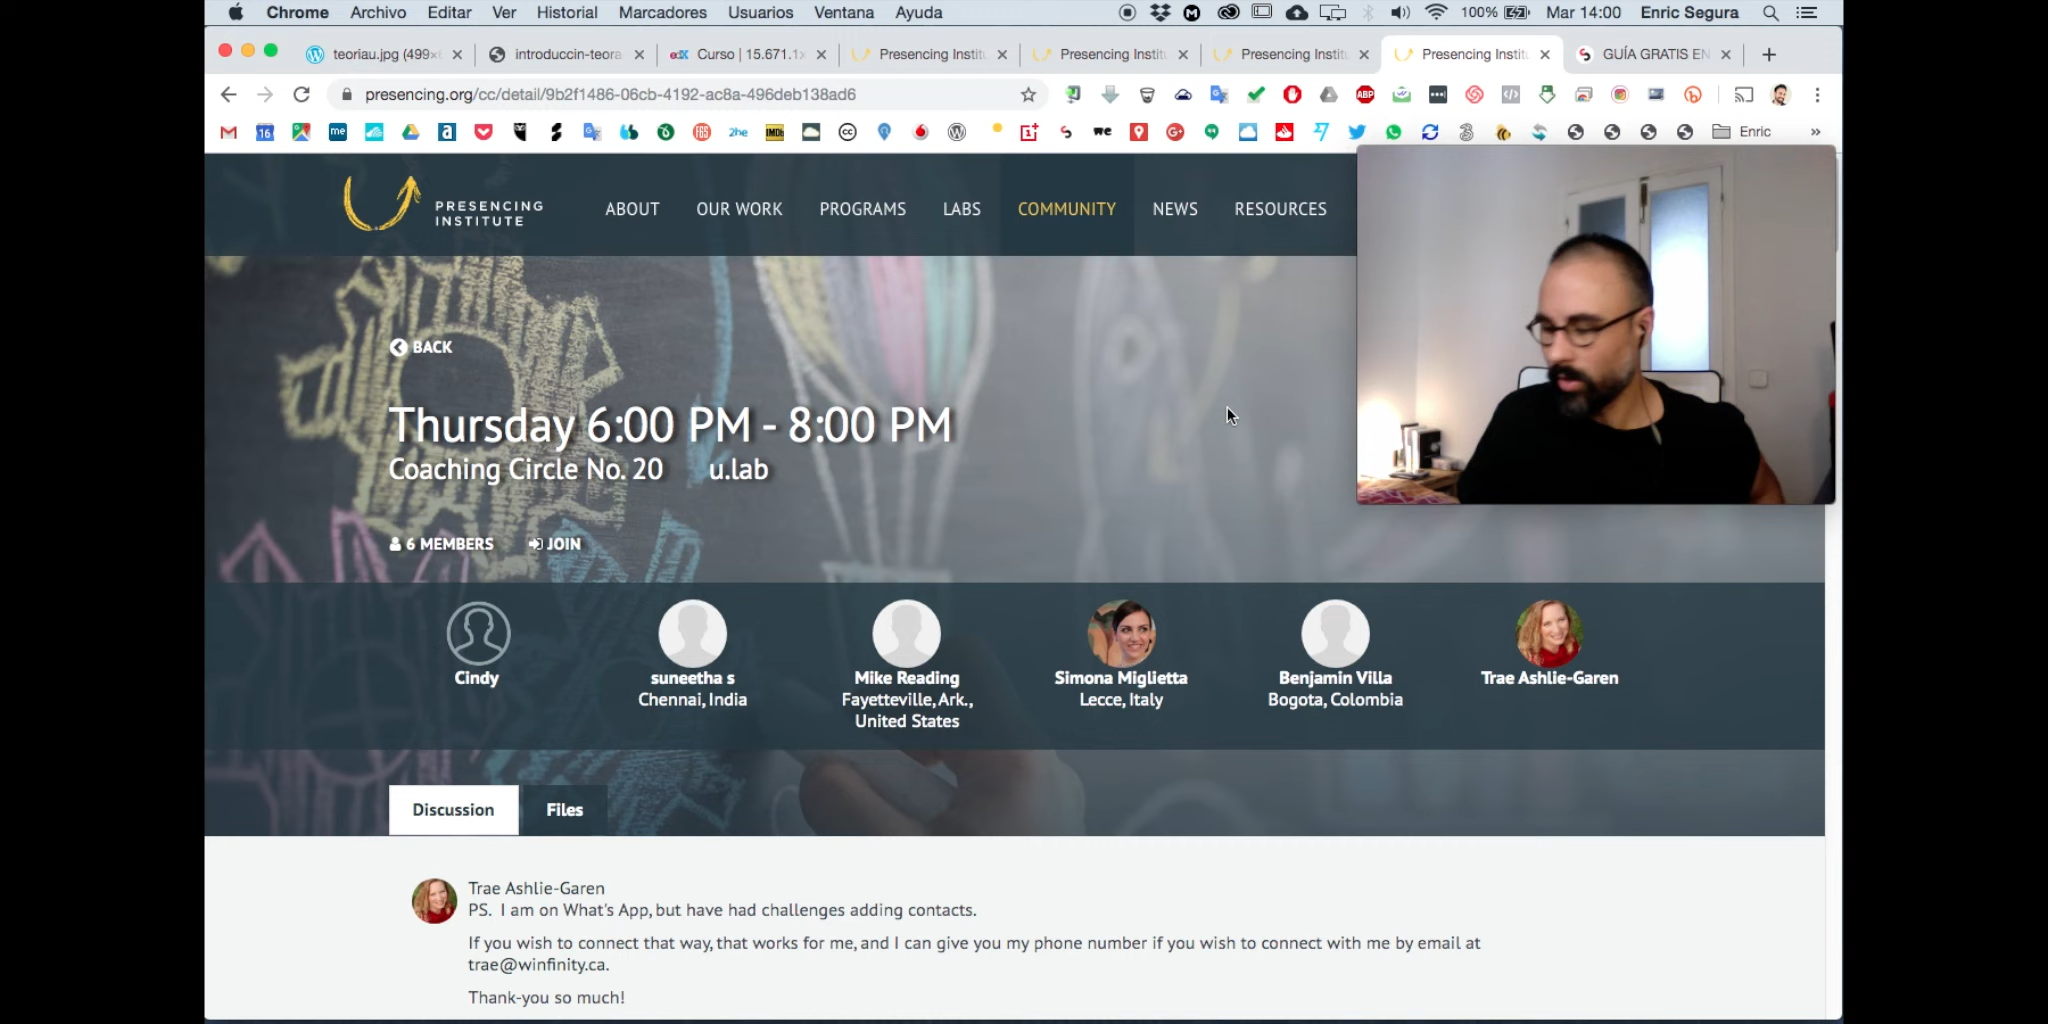 Chrome Archivo Editar Ver Historial Marcadores Usuarios Ventana Ayuda 100% Mar 14:00 Enric Segura
teoriau.jpg (499× introduccin-teora Curso | 15.671.1x Presencing Institu Presencing Institu Presencing Institu Presencing Institu GUÍA GRATIS EN
presencing.org/cc/detail/9b2f1486-06cb-4192-ac8a-496deb138ad6
Enric
PRESENCING
INSTITUTE
ABOUT OUR WORK PROGRAMS LABS COMMUNITY NEWS RESOURCES
BACK
Thursday 6:00 PM - 8:00 PM
Coaching Circle No. 20 u.lab
6 MEMBERS JOIN
Cindy
suneetha s
Chennai, India
Mike Reading
Fayetteville, Ark.,
United States
Simona Miglietta
Lecce, Italy
Benjamin Villa
Bogota, Colombia
Trae Ashlie-Garen
Discussion Files
Trae Ashlie-Garen
PS. I am on What's App, but have had challenges adding contacts.
If you wish to connect that way, that works for me, and I can give you my phone number if you wish to connect with me by email at
trae@winfinity.ca.
Thank-you so much!